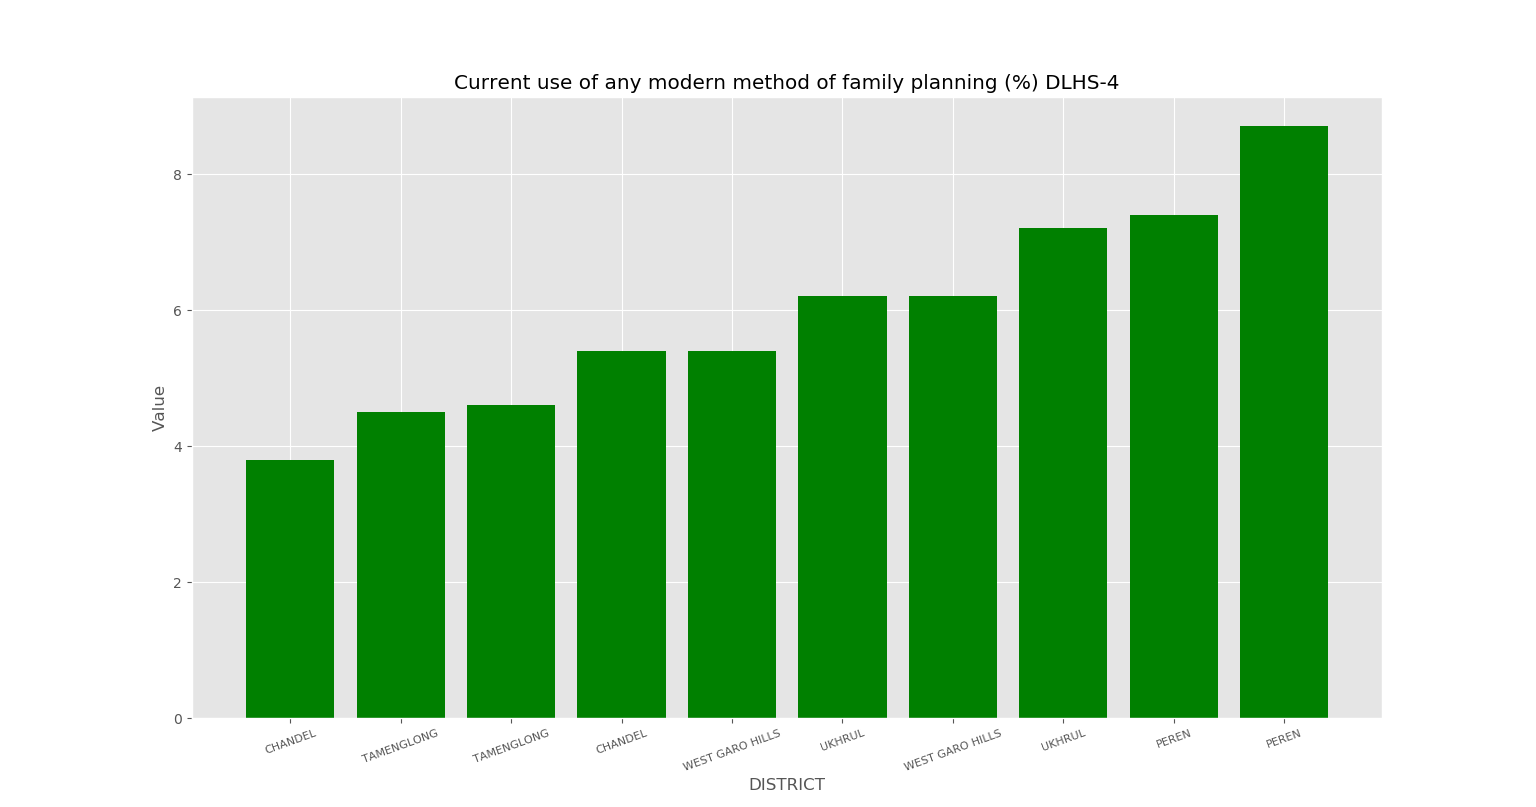 Current use of any modern method of family planning (%) DLHS-4
8
6
4
2
0
Value
CHANDEL
TAMENGLONG
TAMENGLONG
CHANDEL
WEST GARO HILLS
UKHRUL
WEST GARO HILLS
UKHRUL
PEREN
PEREN
DISTRICT